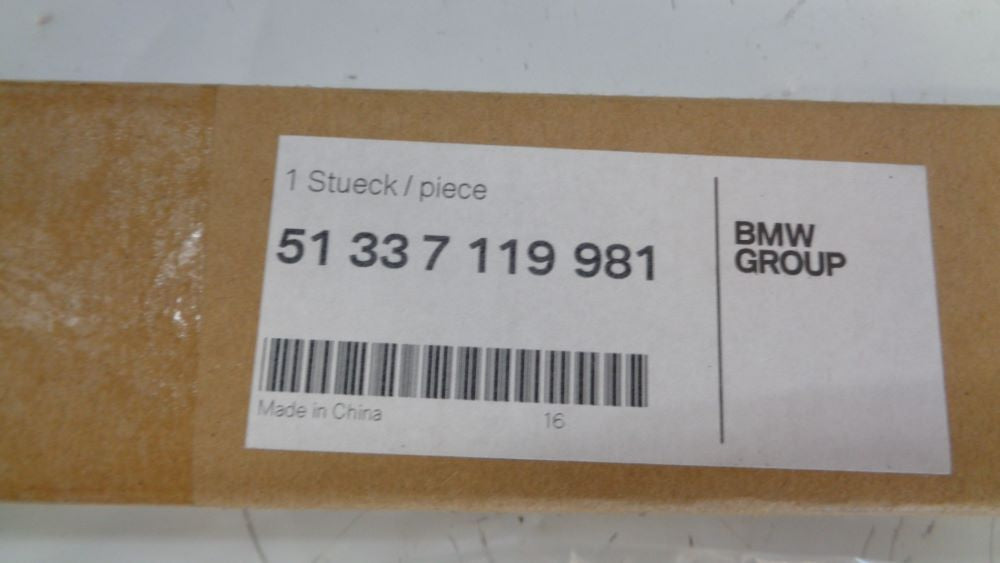 1 Stueck / piece
51 33 7 119 981
Made in China
16
BMW
GROUP